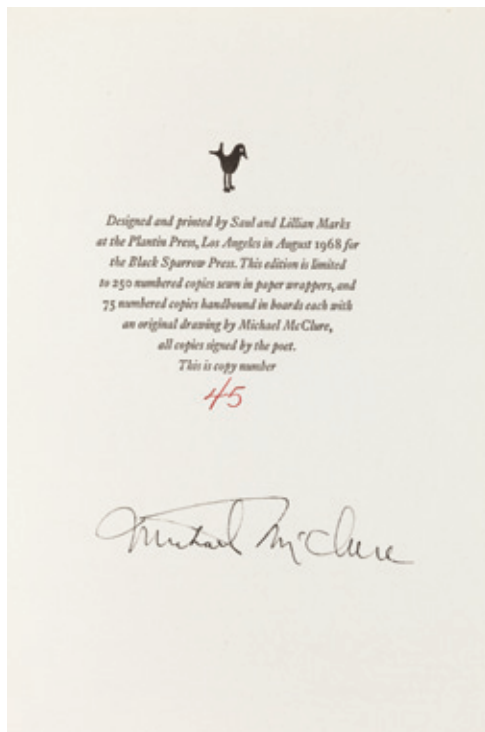 Designed and printed by Saul and Lillian Marks
at the Plantin Press, Los Angeles in August 1968 for
the Black Sparrow Press. This edition is limited
to 250 numbered copies sewn in paper wrappers, and
75 numbered copies handbound in boards each with
an original drawing by Michael McClure,
all copies signed by the poet.
This is copy number
45
Michael McClure